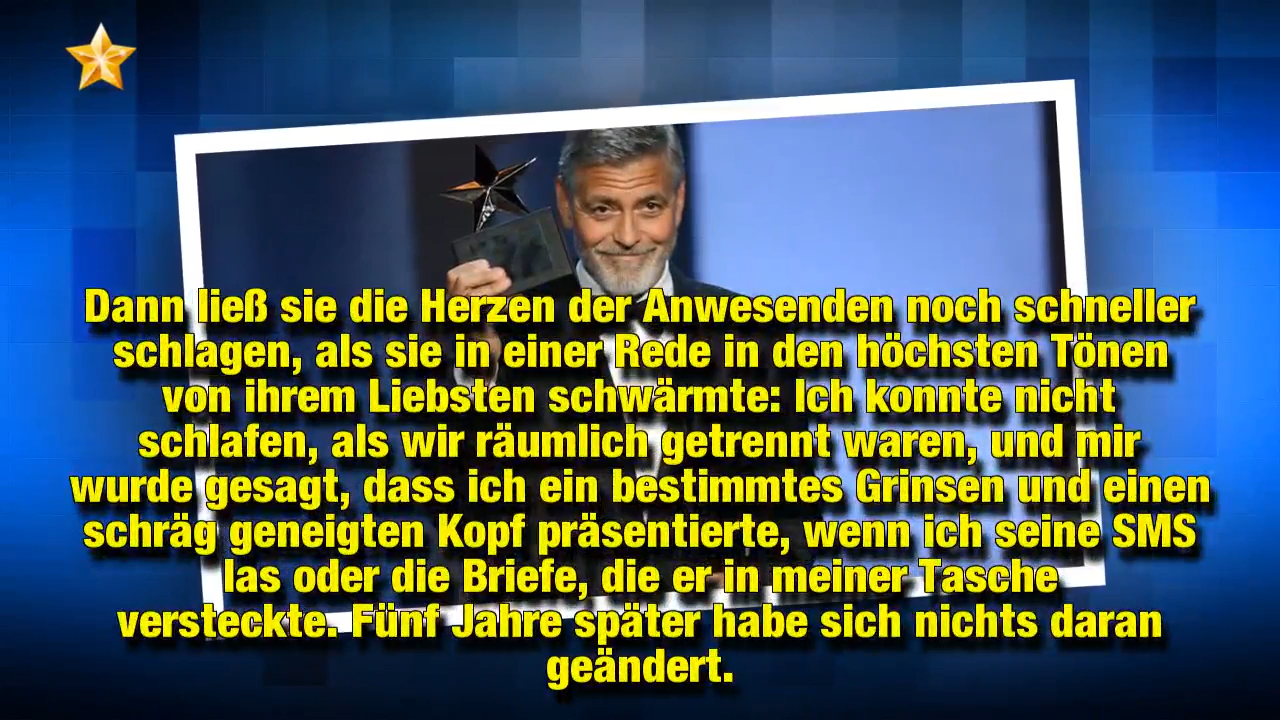 Dann ließ sie die Herzen der Anwesenden noch schneller
schlagen, als sie in einer Rede in den höchsten Tönen
von ihrem Liebsten schwärmte: Ich konnte nicht
schlafen, als wir räumlich getrennt waren, und mir
wurde gesagt, dass ich ein bestimmtes Grinsen und einen
schräg geneigten Kopf präsentierte, wenn ich seine SMS
las oder die Briefe, die er in meiner Tasche
versteckte. Fünf Jahre später habe sich nichts daran
geändert.